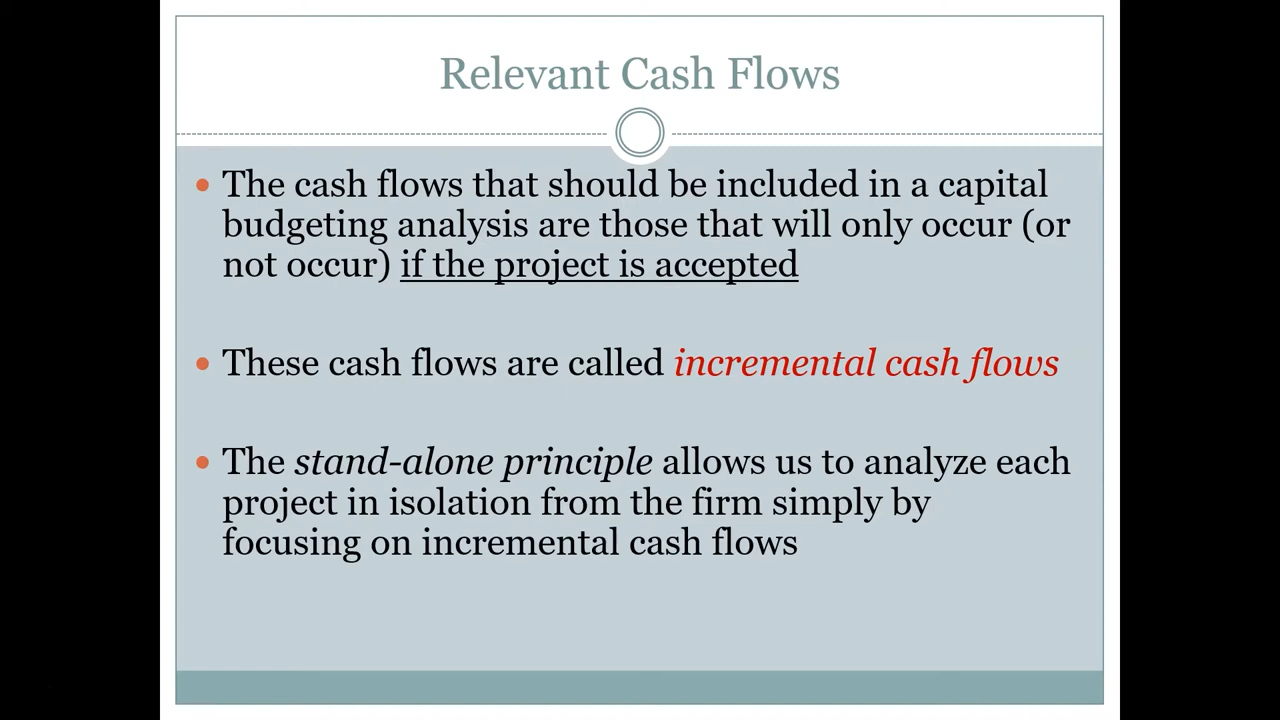 Relevant Cash Flows
• The cash flows that should be included in a capital
budgeting analysis are those that will only occur (or
not occur) if the project is accepted
• These cash flows are called incremental cash flows
• The stand-alone principle allows us to analyze each
project in isolation from the firm simply by
focusing on incremental cash flows